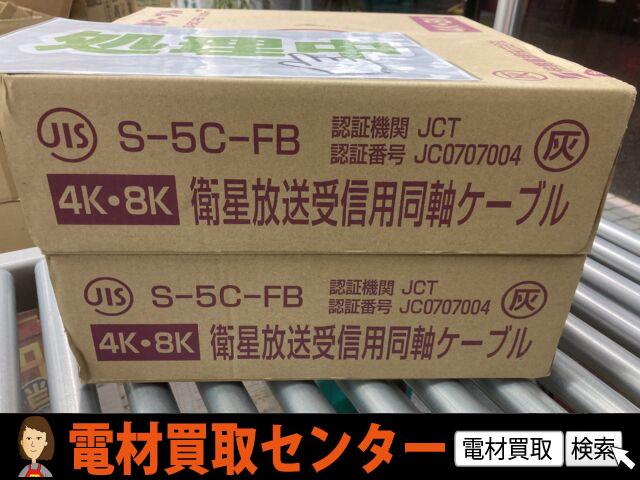 処理品
JIS S-5C-FB 認証機関 JCT 灰
認証番号 JC0707004
4K・8K 衛星放送受信用同軸ケーブル
JIS S-5C-FB 認証機関 JCT 灰
認証番号 JC0707004
4K・8K 衛星放送受信用同軸ケーブル
電材買取センター 電材買取 検索